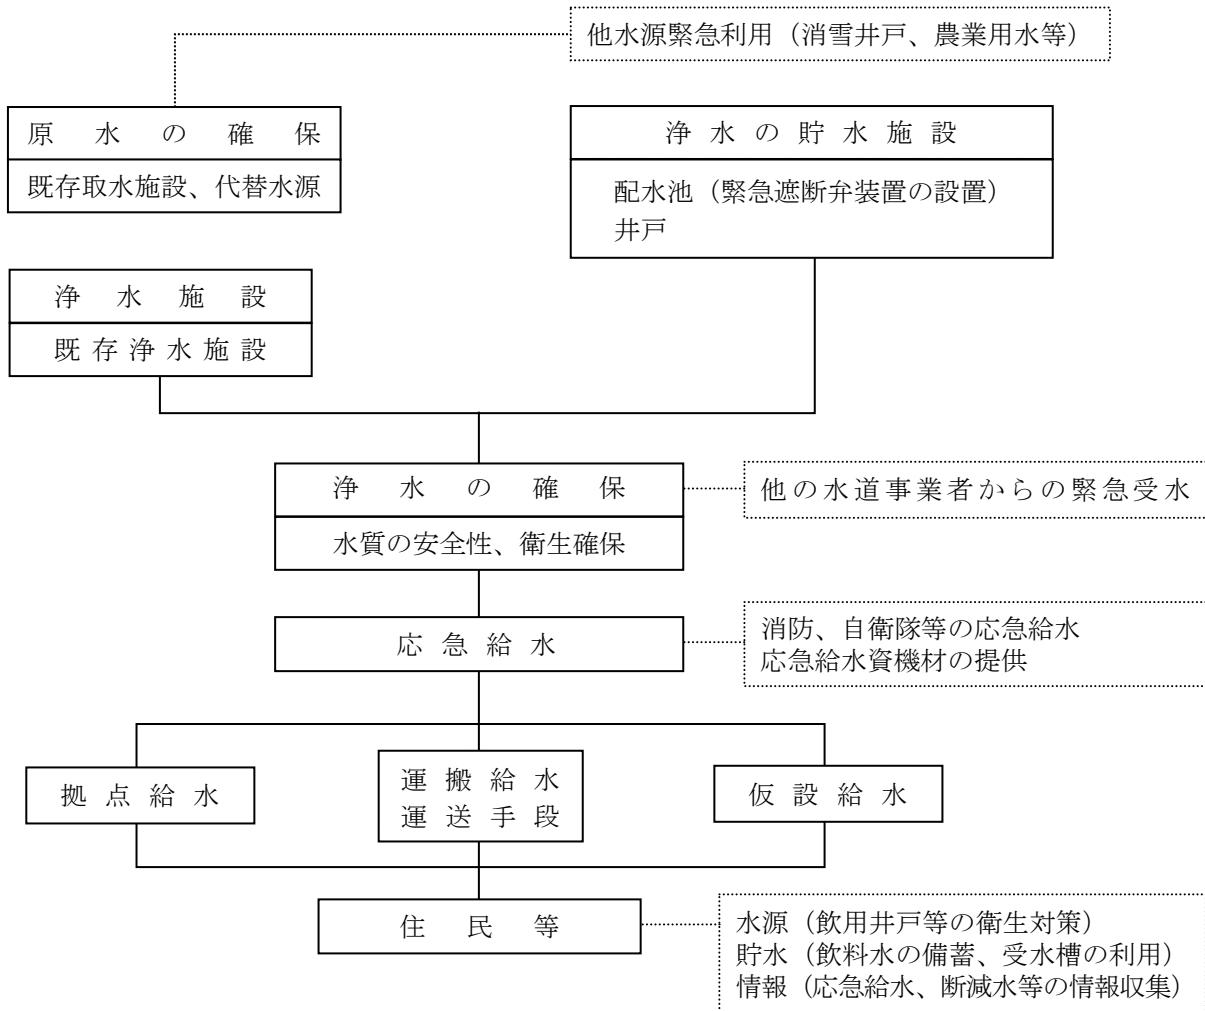 他水源緊急利用（消雪井戸、農業用水等）
原水の確保
既存取水施設、代替水源
浄水の貯水施設
配水池（緊急遮断弁装置の設置）
井戸
浄水施設
既存浄水施設
浄水の確保
水質の安全性、衛生確保
他の水道事業者からの緊急受水
応急給水
消防、自衛隊等の応急給水
応急給水資機材の提供
拠点給水
運搬給水
運送手段
仮設給水
住民等
水源（飲用井戸等の衛生対策）
貯水（飲料水の備蓄、受水槽の利用）
情報（応急給水、断減水等の情報収集）